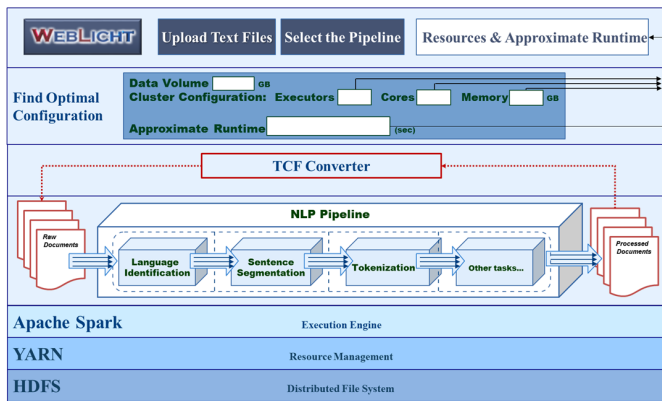 WEBLIGHT
Upload Text Files
Select the Pipeline
Resources & Approximate Runtime
Find Optimal
Configuration
Data Volume GB
Cluster Configuration: Executors Cores Memory GB
Approximate Runtime (sec)
TCF Converter
NLP Pipeline
Raw
Documents
Language
Identification
Sentence
Segmentation
Tokenization
Other tasks...
Processed
Documents
Apache Spark Execution Engine
YARN Resource Management
HDFS Distributed File System